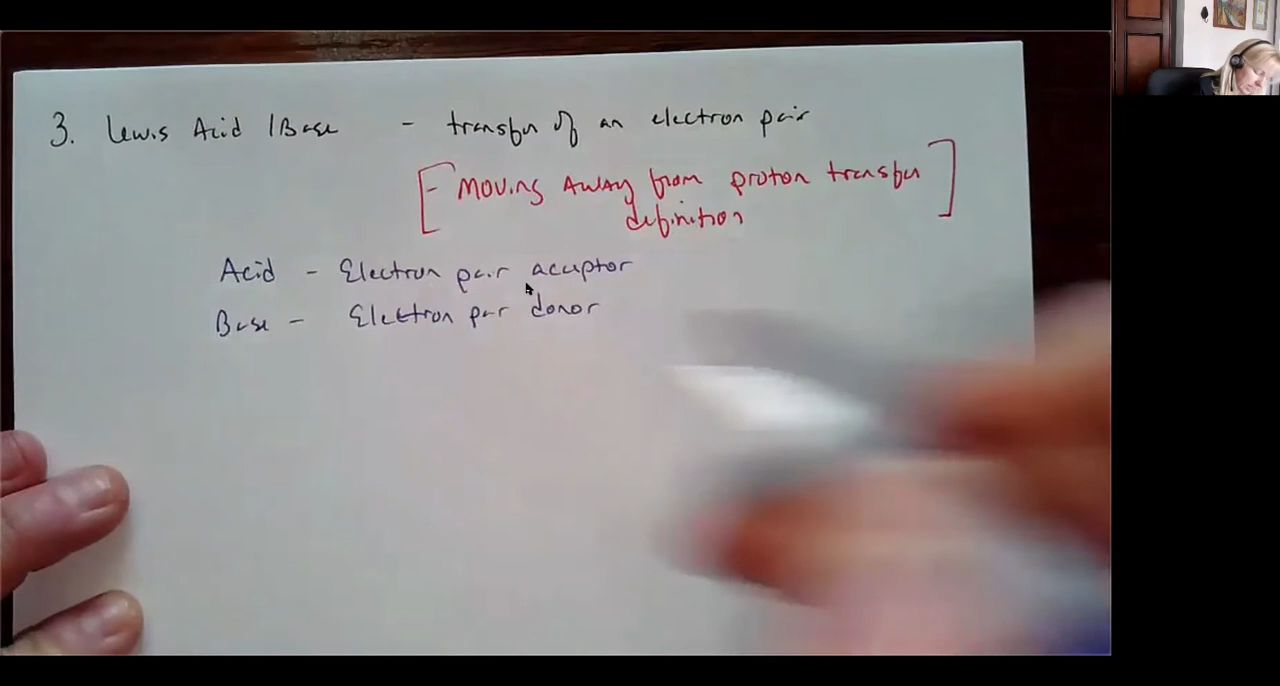 3. Lewis Acid / Base - transfer of an electron pair
[- Moving Away from proton transfer
definition]
Acid - Electron pair acceptor
Base - Electron pair donor